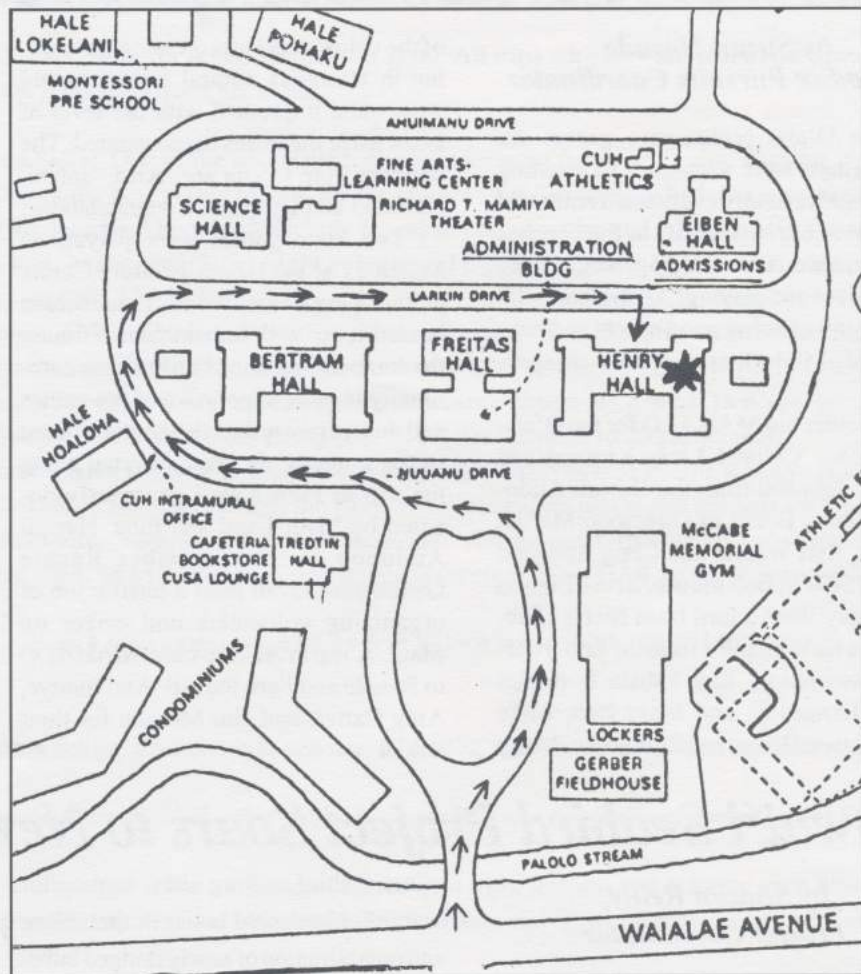 HALE
LOKELANI
HALE
POHAKU
MONTESSORI
PRE SCHOOL
AHUIMANU DRIVE
FINE ARTS-
LEARNING CENTER
RICHARD T. MAMIYA
THEATER
CUH
ATHLETICS
SCIENCE
HALL
EIBEN
HALL
ADMISSIONS
ADMINISTRATION
BLDG
LARKIN DRIVE
BERTRAM
HALL
FREITAS
HALL
HENRY
HALL
HALE
HOALOHA
DRIVE
CUH INTRAMURAL
OFFICE
CAFETERIA
BOOKSTORE
CUSA LOUNGE
TREDTIN
HALL
McCABE
MEMORIAL
GYM
ATHLETIC
CONDOMINIUMS
LOCKERS
GERBER
FIELDHOUSE
PALOLO STREAM
WAIALAE AVENUE